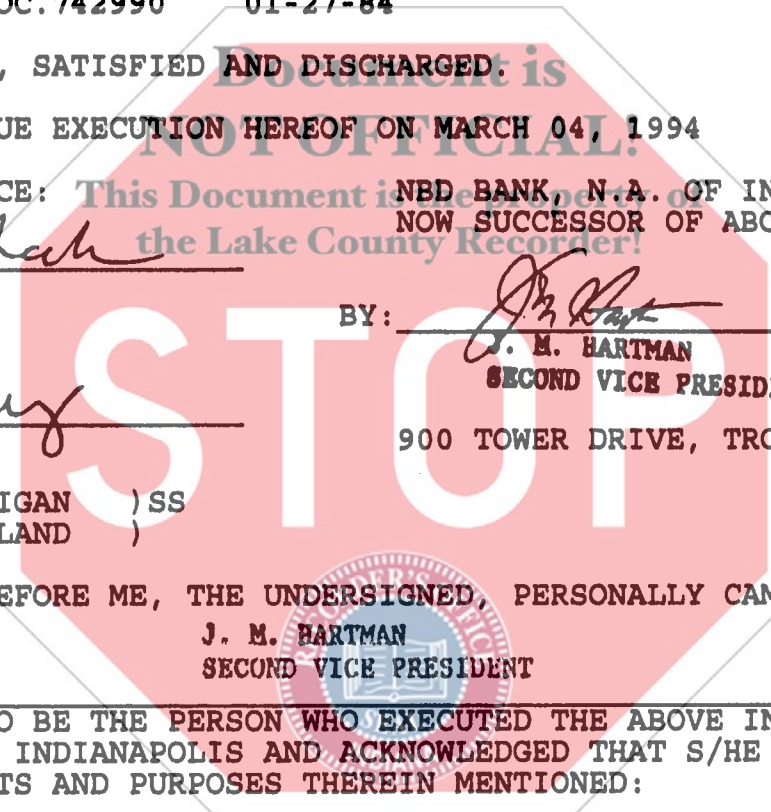 OC. 742990 01-27-84
, SATISFIED AND DISCHARGED.
Document is
UE EXECUTION HEREOF ON MARCH 04, 1994
NOT OFFICIAL!
CE:
This Document is the property of
NBD BANK, N.A. OF IN
NOW SUCCESSOR OF ABO
the Lake County Recorder!
BY:
J. M. HARTMAN
SECOND VICE PRESID
STOP
900 TOWER DRIVE, TRO
IGAN )SS
LAND )
EFORE ME, THE UNDERSIGNED, PERSONALLY CAM
J. M. HARTMAN
SECOND VICE PRESIDENT
O BE THE PERSON WHO EXECUTED THE ABOVE IN
INDIANAPOLIS AND ACKNOWLEDGED THAT S/HE
TS AND PURPOSES THEREIN MENTIONED: